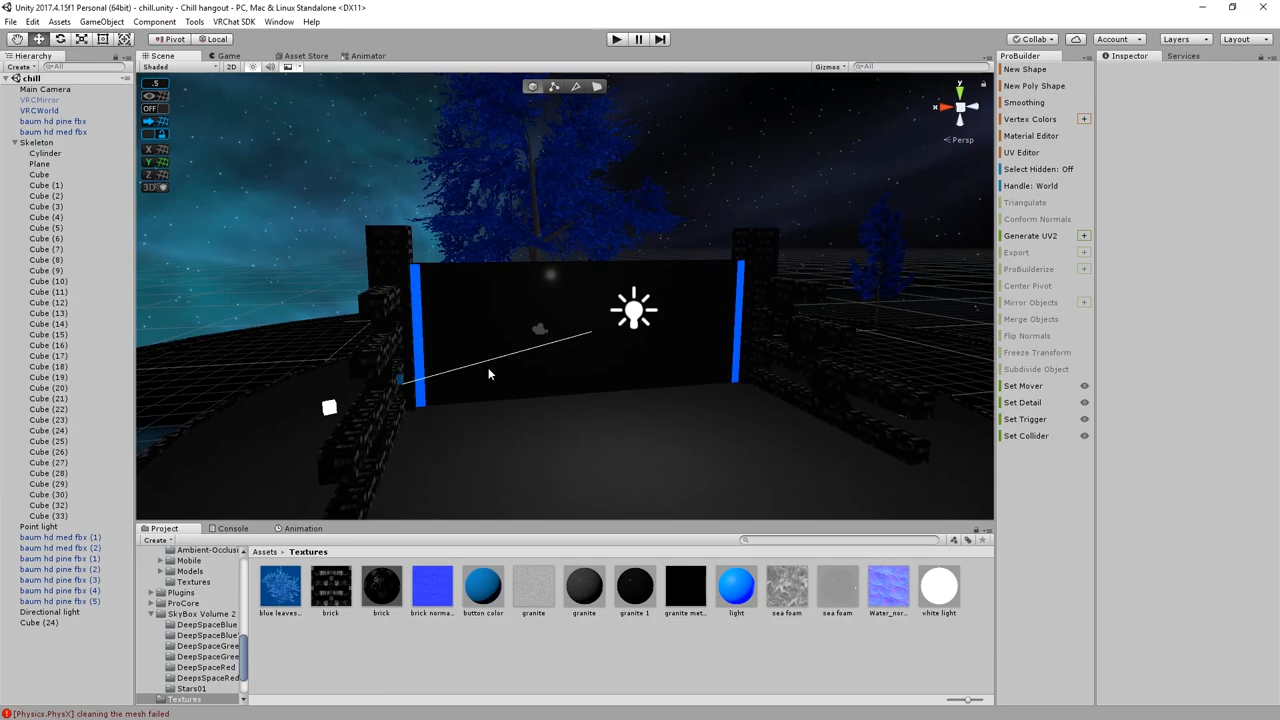 Unity 2017.4.15f1 Personal (64bit) - chill.unity - Chill hangout - PC, Mac & Linux Standalone <DX11>
File Edit Assets GameObject Component Tools VRChat SDK Window Help
Pivot Local Collab Account Layers Layout
Hierarchy Scene Game Asset Store Animator ProBuilder Inspector Services
Create All Shaded 2D Gizmos All
chill
Main Camera
VRCMirror
VRCWorld
baum hd pine fbx
baum hd med fbx
Skeleton
Cylinder
Plane
Cube
Cube (1)
Cube (2)
Cube (3)
Cube (4)
Cube (5)
Cube (6)
Cube (7)
Cube (8)
Cube (9)
Cube (10)
Cube (11)
Cube (12)
Cube (13)
Cube (14)
Cube (15)
Cube (16)
Cube (17)
Cube (18)
Cube (19)
Cube (20)
Cube (21)
Cube (22)
Cube (23)
Cube (24)
Cube (25)
Cube (26)
Cube (27)
Cube (28)
Cube (29)
Cube (30)
Cube (32)
Cube (33)
Point light
baum hd med fbx (1)
baum hd med fbx (2)
baum hd pine fbx (1)
baum hd pine fbx (2)
baum hd pine fbx (3)
baum hd pine fbx (4)
baum hd pine fbx (5)
Directional light
Cube (24)
.5
OFF
X
Y
Z
3D
y
x
Persp
New Shape
New Poly Shape
Smoothing
Vertex Colors
Material Editor
UV Editor
Select Hidden: Off
Handle: World
Triangulate
Conform Normals
Generate UV2
Export
ProBuilderize
Center Pivot
Mirror Objects
Merge Objects
Flip Normals
Freeze Transform
Subdivide Object
Set Mover
Set Detail
Set Trigger
Set Collider
Project Console Animation
Create
Ambient-Occlusi
Mobile
Models
Textures
Plugins
ProCore
SkyBox Volume 2
DeepSpaceBlue
DeepSpaceBlue
DeepSpaceGree
DeepSpaceGree
DeepSpaceRed
DeepsSpaceRed
Stars01
Textures
Assets Textures
blue leaves... brick brick brick norma... button color granite granite granite 1 granite met... light sea foam sea foam Water_nor... white light
[Physics.PhysX] cleaning the mesh failed